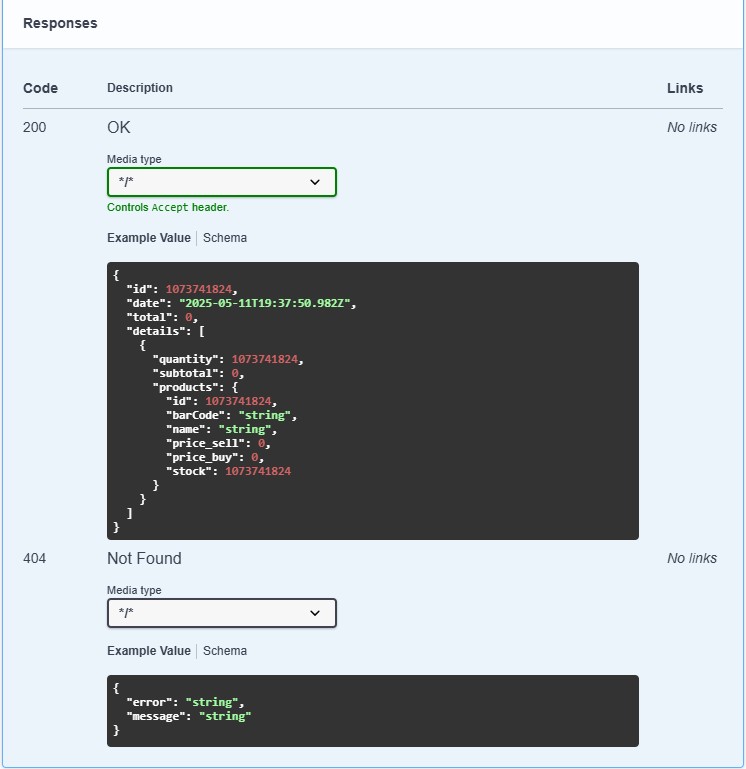 Responses
Code Description Links
200 OK No links
Media type
*/*
Controls Accept header.
Example Value Schema
{
  "id": 1073741824,
  "date": "2025-05-11T19:37:50.982Z",
  "total": 0,
  "details": [
    {
      "quantity": 1073741824,
      "subtotal": 0,
      "products": {
        "id": 1073741824,
        "barCode": "string",
        "name": "string",
        "price_sell": 0,
        "price_buy": 0,
        "stock": 1073741824
      }
    }
  ]
}
404 Not Found No links
Media type
*/*
Example Value Schema
{
  "error": "string",
  "message": "string"
}